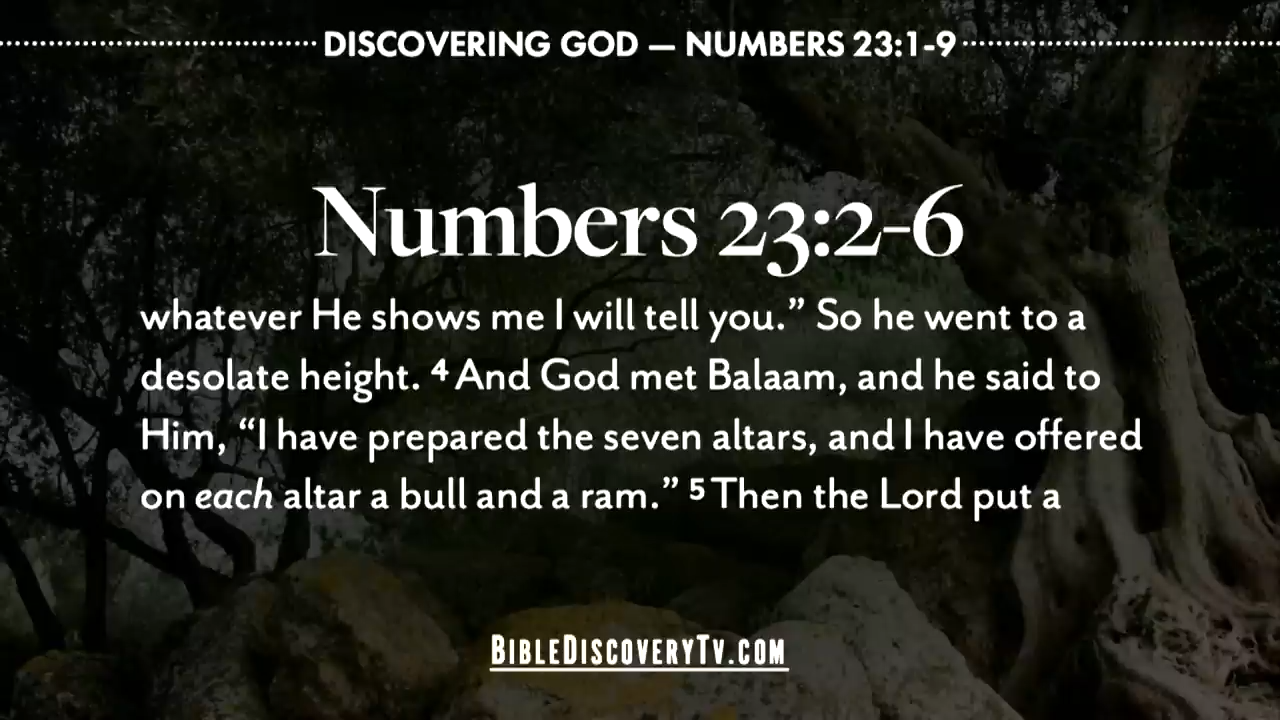 DISCOVERING GOD — NUMBERS 23:1-9
Numbers 23:2-6
whatever He shows me I will tell you.” So he went to a
desolate height. ⁴ And God met Balaam, and he said to
Him, “I have prepared the seven altars, and I have offered
on each altar a bull and a ram.” ⁵ Then the Lord put a
BIBLEDISCOVERYTV.COM